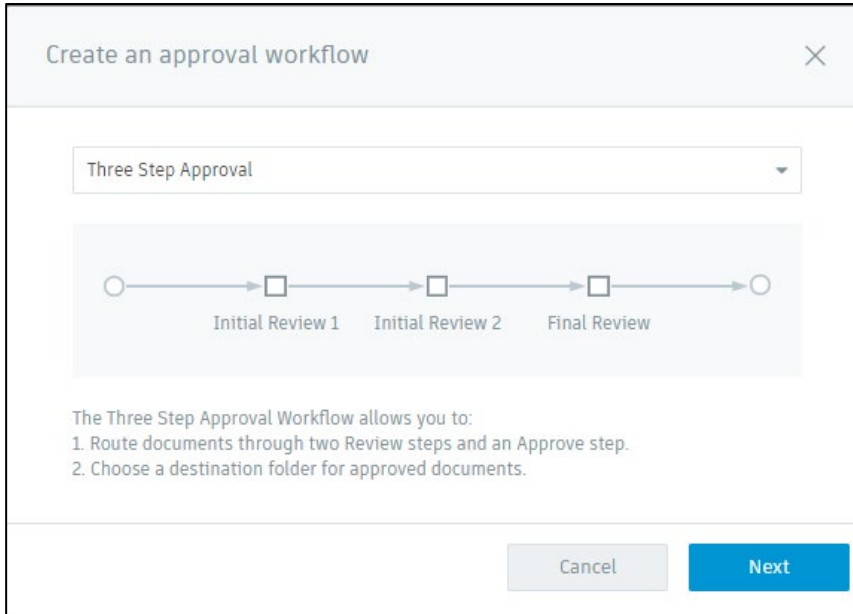 Create an approval workflow
Three Step Approval
Initial Review 1 Initial Review 2 Final Review
The Three Step Approval Workflow allows you to:
1. Route documents through two Review steps and an Approve step.
2. Choose a destination folder for approved documents.
Cancel Next